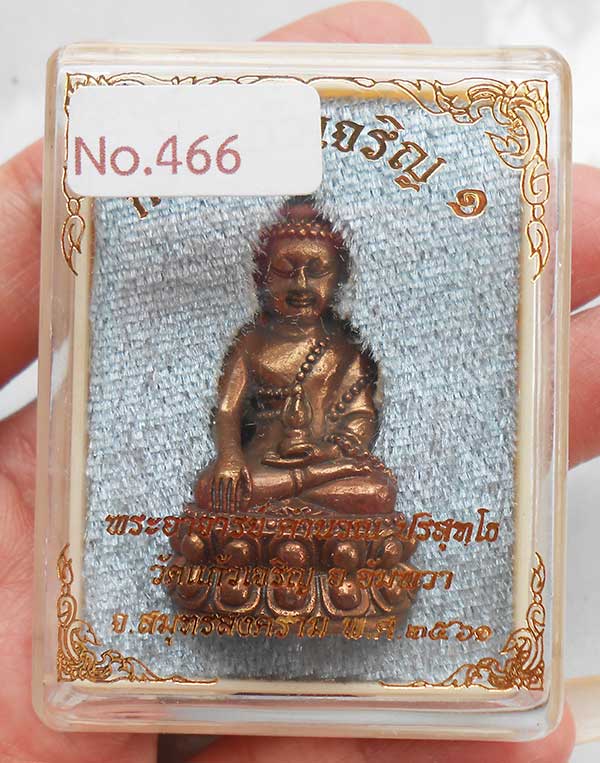 No.466
เจริญ ๑
พระอาจารย์ คำนวณ ปริสุทฺโธ
วัดแก้วเจริญ อ.อัมพวา
จ.สมุทรสงคราม พ.ศ.๒๕๖๑